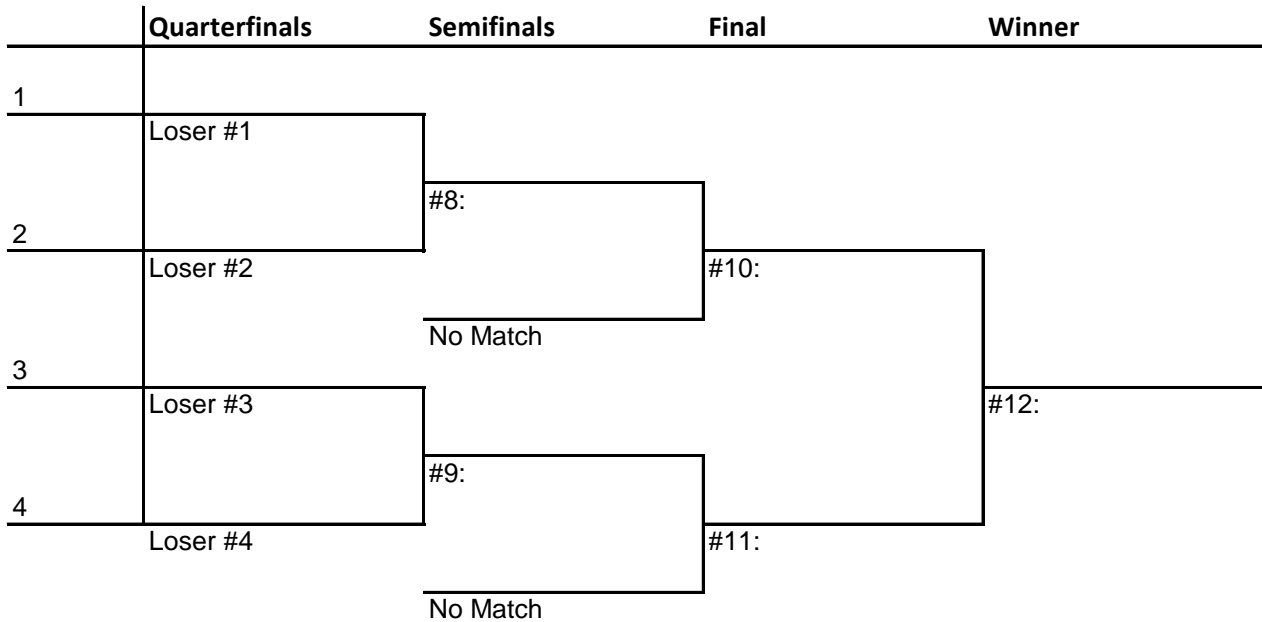 Quarterfinals Semifinals Final Winner
1
Loser #1
#8:
2
Loser #2 #10:
No Match
3
Loser #3 #12:
#9:
4
Loser #4 #11:
No Match